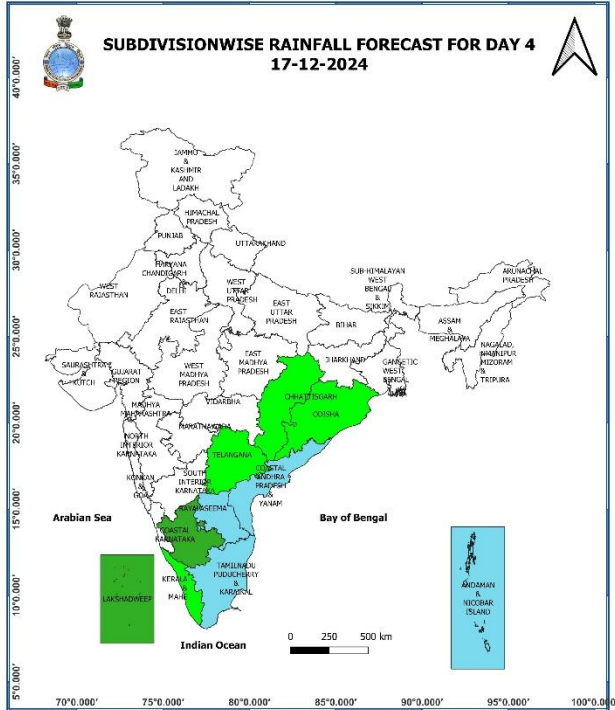 SUBDIVISIONWISE RAINFALL FORECAST FOR DAY 4
17-12-2024
40°0.000'
35°0.000'
30°0.000'
25°0.000'
20°0.000'
15°0.000'
10°0.000'
5°0.000'
JAMMO
&
KASHMIR
AND
LADAKH
HIMACHAL
PRADESH
PUNJAB
UTTARAKHAND
HARYANA
CHANDIGARH
&
DELHI
WEST
RAJASTHAN
WEST
UTTAR
PRADESH
EAST
RAJASTHAN
EAST
UTTAR
PRADESH
SUB-HIMALAYAN
WEST
BENGAL
&
SIKKIM
ARUNACHAL
PRADESH
BIHAR
ASSAM
&
MEGHALAYA
NAGALAD,
MANIPUR
MIZORAM
&
TRIPURA
SAURASHTRA
&
KUTCH
GUJARAT
REGION
WEST
MADHYA
PRADESH
EAST
MADHYA
PRADESH
JHARKHAND
GANGETIC
WEST
BENGAL
CHHATTISGARH
ODISHA
VIDARBHA
MADHYA
MAHARASHTRA
MARATHAWADA
NORTH
INTERIOR
KARNATAKA
TELANGANA
KONKAN
&
GOA
SOUTH
INTERIOR
KARNATAKA
COASTAL
ANDHRA
PRADESH
&
YANAM
RAYALSEEMA
COASTAL
KARNATAKA
Arabian Sea
Bay of Bengal
TAMILNADU
PUDUCHERRY
&
KARAIKAL
KERALA
&
MAHE
LAKSHADWEEP
ANDAMAN
&
NICOBAR
ISLAND
Indian Ocean
0 250 500 km
70°0.000' 75°0.000' 80°0.000' 85°0.000' 90°0.000' 95°0.000' 100°0.000'